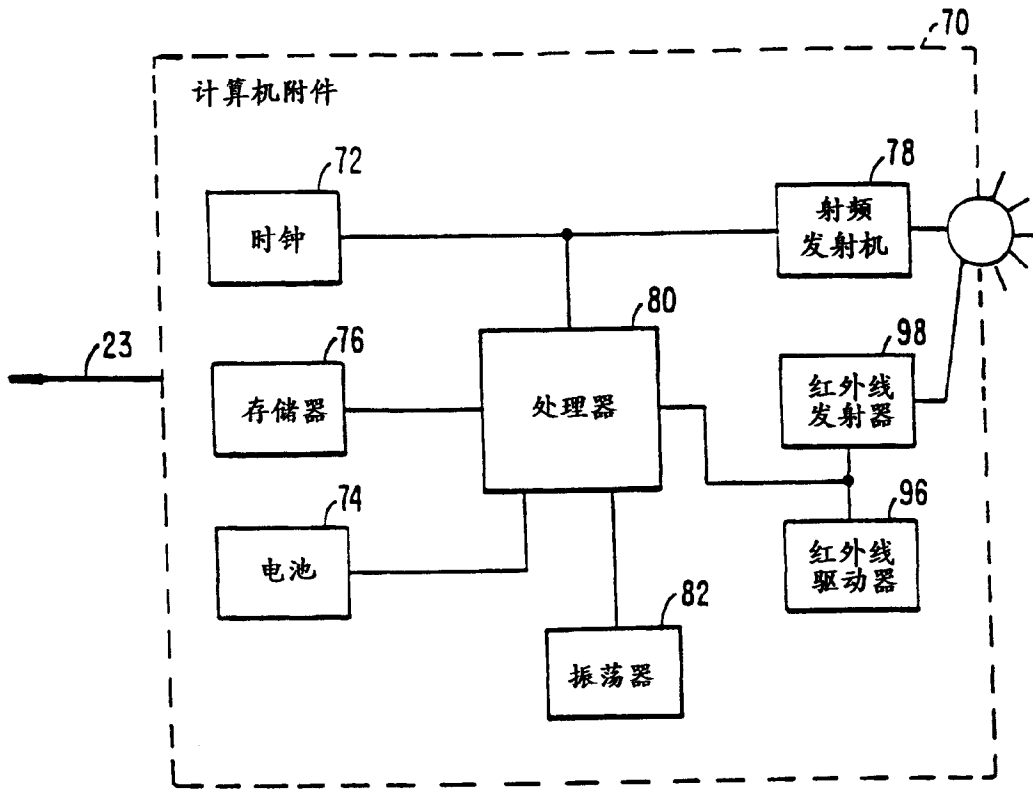 70
计算机附件
72
时钟
78
射频
发射机
80
处理器
23
76
存储器
98
红外线
发射器
74
电池
96
红外线
驱动器
82
振荡器